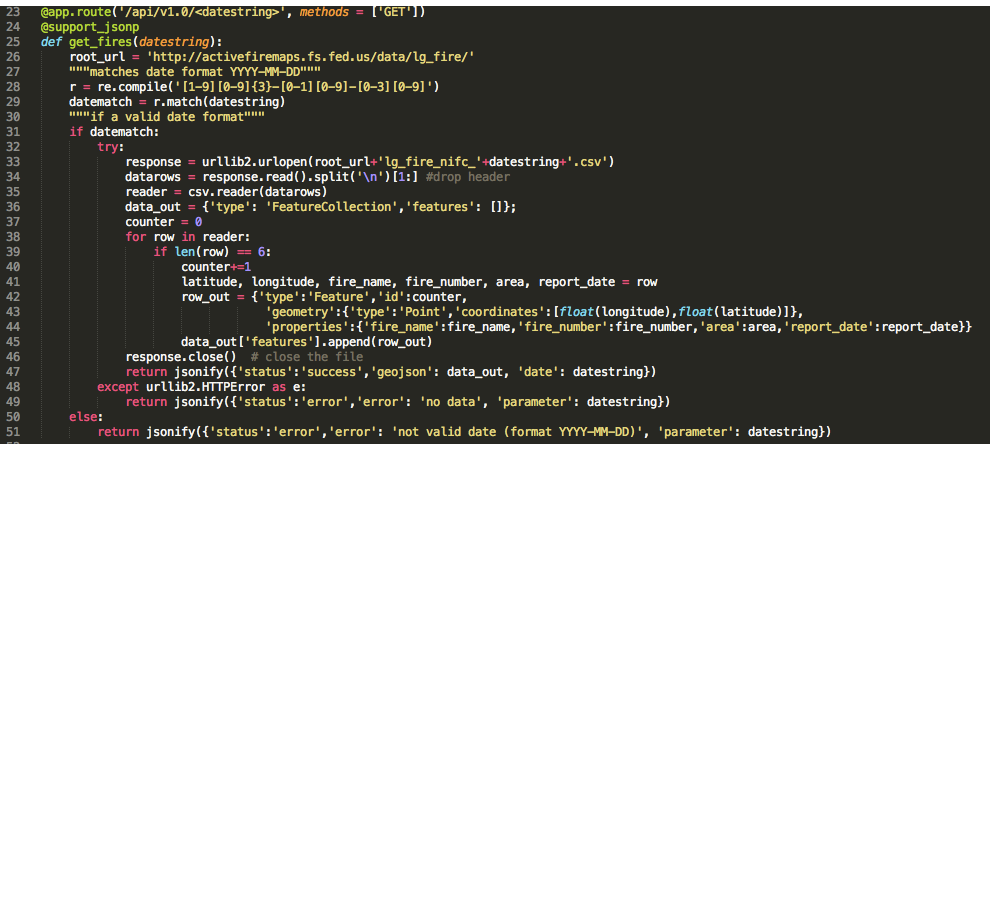 23 @app.route('/api/v1.0/<datestring>', methods = ['GET'])
24 @support_jsonp
25 def get_fires(datestring):
26     root_url = 'http://activefiremaps.fs.fed.us/data/lg_fire/'
27     """matches date format YYYY-MM-DD"""
28     r = re.compile('[1-9][0-9]{3}-[0-1][0-9]-[0-3][0-9]')
29     datematch = r.match(datestring)
30     """if a valid date format"""
31     if datematch:
32         try:
33             response = urllib2.urlopen(root_url+'lg_fire_nifc_'+datestring+'.csv')
34             datarows = response.read().split('\n')[1:] #drop header
35             reader = csv.reader(datarows)
36             data_out = {'type': 'FeatureCollection','features': []};
37             counter = 0
38             for row in reader:
39                 if len(row) == 6:
40                     counter+=1
41                     latitude, longitude, fire_name, fire_number, area, report_date = row
42                     row_out = {'type':'Feature','id':counter,
43                                 'geometry':{'type':'Point','coordinates':[float(longitude),float(latitude)]},
44                                 'properties':{'fire_name':fire_name,'fire_number':fire_number,'area':area,'report_date':report_date}}
45                     data_out['features'].append(row_out)
46             response.close()  # close the file
47             return jsonify({'status':'success','geojson': data_out, 'date': datestring})
48         except urllib2.HTTPError as e:
49             return jsonify({'status':'error','error': 'no data', 'parameter': datestring})
50     else:
51         return jsonify({'status':'error','error': 'not valid date (format YYYY-MM-DD)', 'parameter': datestring})